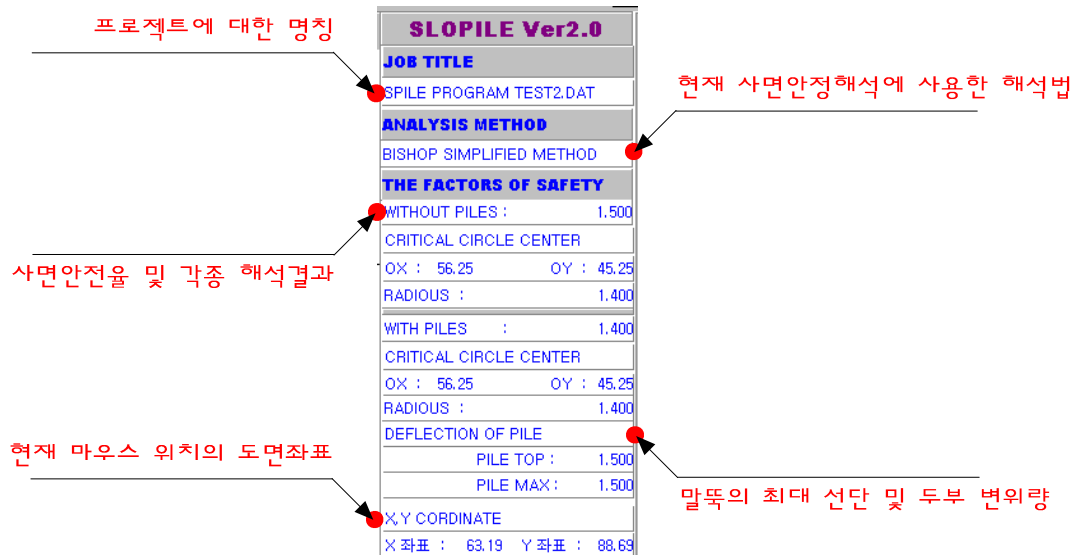 프로젝트에 대한 명칭
현재 사면안정해석에 사용한 해석법
사면안전율 및 각종 해석결과
현재 마우스 위치의 도면좌표
말뚝의 최대 선단 및 두부 변위량
SLOPILE Ver2.0
JOB TITLE
SPILE PROGRAM TEST2.DAT
ANALYSIS METHOD
BISHOP SIMPLIFIED METHOD
THE FACTORS OF SAFETY
WITHOUT PILES : 1.500
CRITICAL CIRCLE CENTER
OX : 56.25 OY : 45.25
RADIOUS : 1.400
WITH PILES : 1.400
CRITICAL CIRCLE CENTER
OX : 56.25 OY : 45.25
RADIOUS : 1.400
DEFLECTION OF PILE
PILE TOP : 1.500
PILE MAX : 1.500
X,Y CORDINATE
X 좌표 : 63.19 Y 좌표 : 88.69